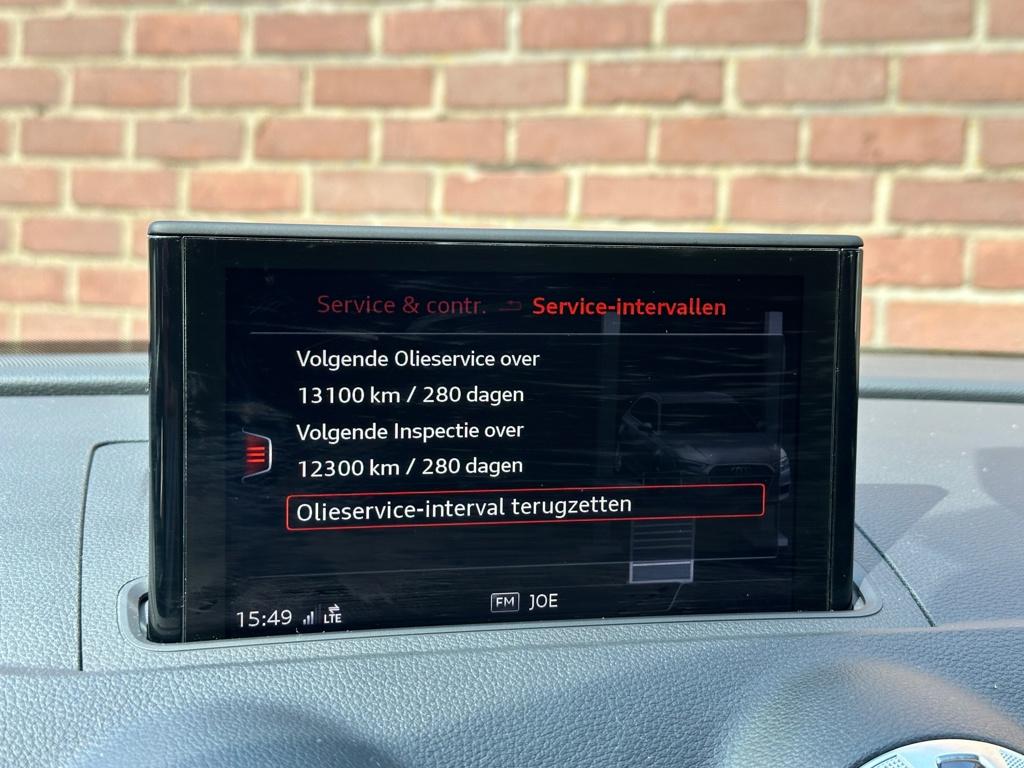 Service & contr. Service-intervallen
Volgende Olieservice over
13100 km / 280 dagen
Volgende Inspectie over
12300 km / 280 dagen
Olieservice-interval terugzetten
15:49 LTE FM JOE